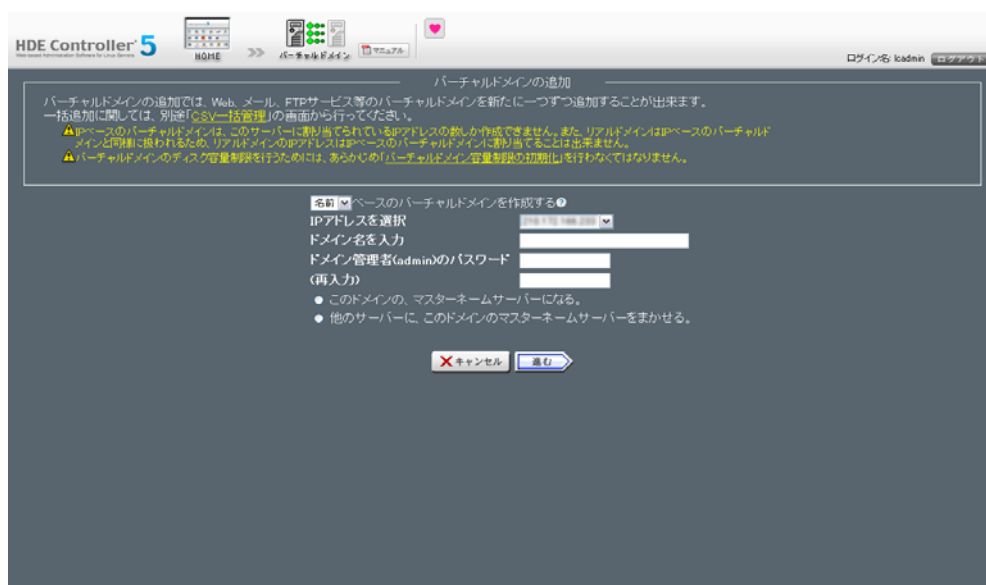 HDE Controller 5
Web-based Administration Software for Linux Servers
HOME
バーチャルドメイン
マニュアル
ログイン名: lcadmin ログアウト
バーチャルドメインの追加
バーチャルドメインの追加では、Web、メール、FTPサービス等のバーチャルドメインを新たに一つずつ追加することが出来ます。
一括追加に関しては、別途「CSV一括管理」の画面から行ってください。
IPベースのバーチャルドメインは、このサーバーに割り当てられているIPアドレスの数しか作成できません。また、リアルドメインはIPベースのバーチャルド
メインと同様に扱われるため、リアルドメインのIPアドレスはIPベースのバーチャルドメインに割り当てることは出来ません。
バーチャルドメインのディスク容量制限を行うためには、あらかじめ「バーチャルドメイン容量制限の初期化」を行わなくてはなりません。
名前 ベースのバーチャルドメインを作成する
IPアドレスを選択
ドメイン名を入力
ドメイン管理者(admin)のパスワード
(再入力)
このドメインの、マスターネームサーバーになる。
他のサーバーに、このドメインのマスターネームサーバーをまかせる。
キャンセル 進む